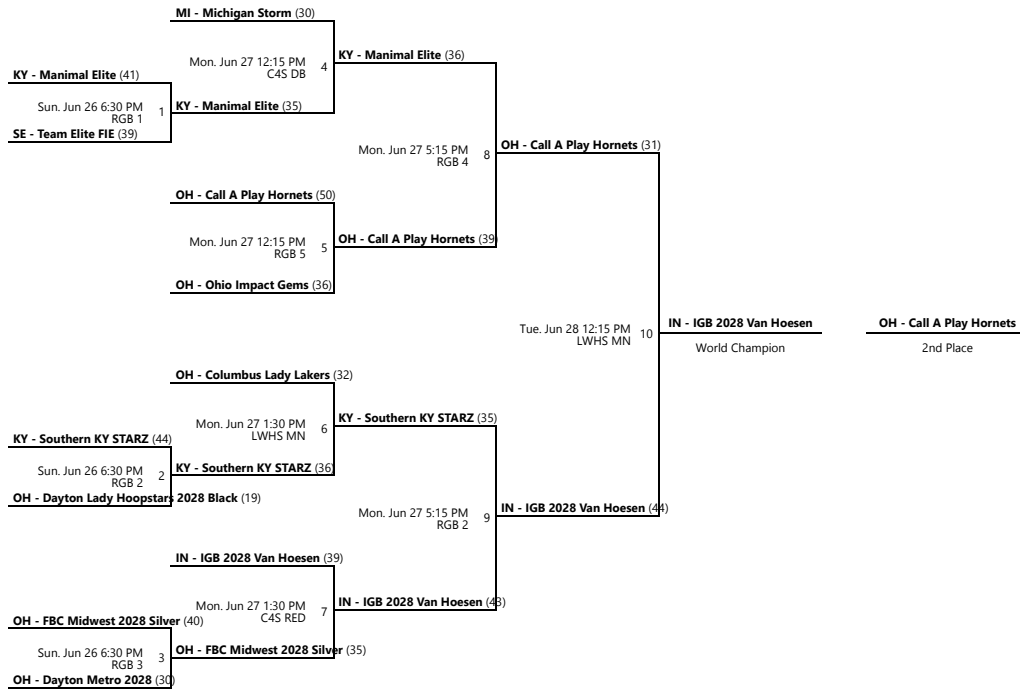 MI - Michigan Storm (30)
Mon. Jun 27 12:15 PM
C4S DB
4
KY - Manimal Elite (36)
KY - Manimal Elite (41)
Sun. Jun 26 6:30 PM
RGB 1
1
KY - Manimal Elite (35)
SE - Team Elite FIE (39)
Mon. Jun 27 5:15 PM
RGB 4
8
OH - Call A Play Hornets (31)
OH - Call A Play Hornets (50)
Mon. Jun 27 12:15 PM
RGB 5
5
OH - Call A Play Hornets (39)
OH - Ohio Impact Gems (36)
Tue. Jun 28 12:15 PM
LWHS MN
10
IN - IGB 2028 Van Hoesen
World Champion
OH - Call A Play Hornets
2nd Place
OH - Columbus Lady Lakers (32)
Mon. Jun 27 1:30 PM
LWHS MN
6
KY - Southern KY STARZ (35)
KY - Southern KY STARZ (44)
Sun. Jun 26 6:30 PM
RGB 2
2
KY - Southern KY STARZ (36)
OH - Dayton Lady Hoopstars 2028 Black (19)
Mon. Jun 27 5:15 PM
RGB 2
9
IN - IGB 2028 Van Hoesen (44)
IN - IGB 2028 Van Hoesen (39)
Mon. Jun 27 1:30 PM
C4S RED
7
IN - IGB 2028 Van Hoesen (43)
OH - FBC Midwest 2028 Silver (40)
Sun. Jun 26 6:30 PM
RGB 3
3
OH - FBC Midwest 2028 Silver (35)
OH - Dayton Metro 2028 (30)